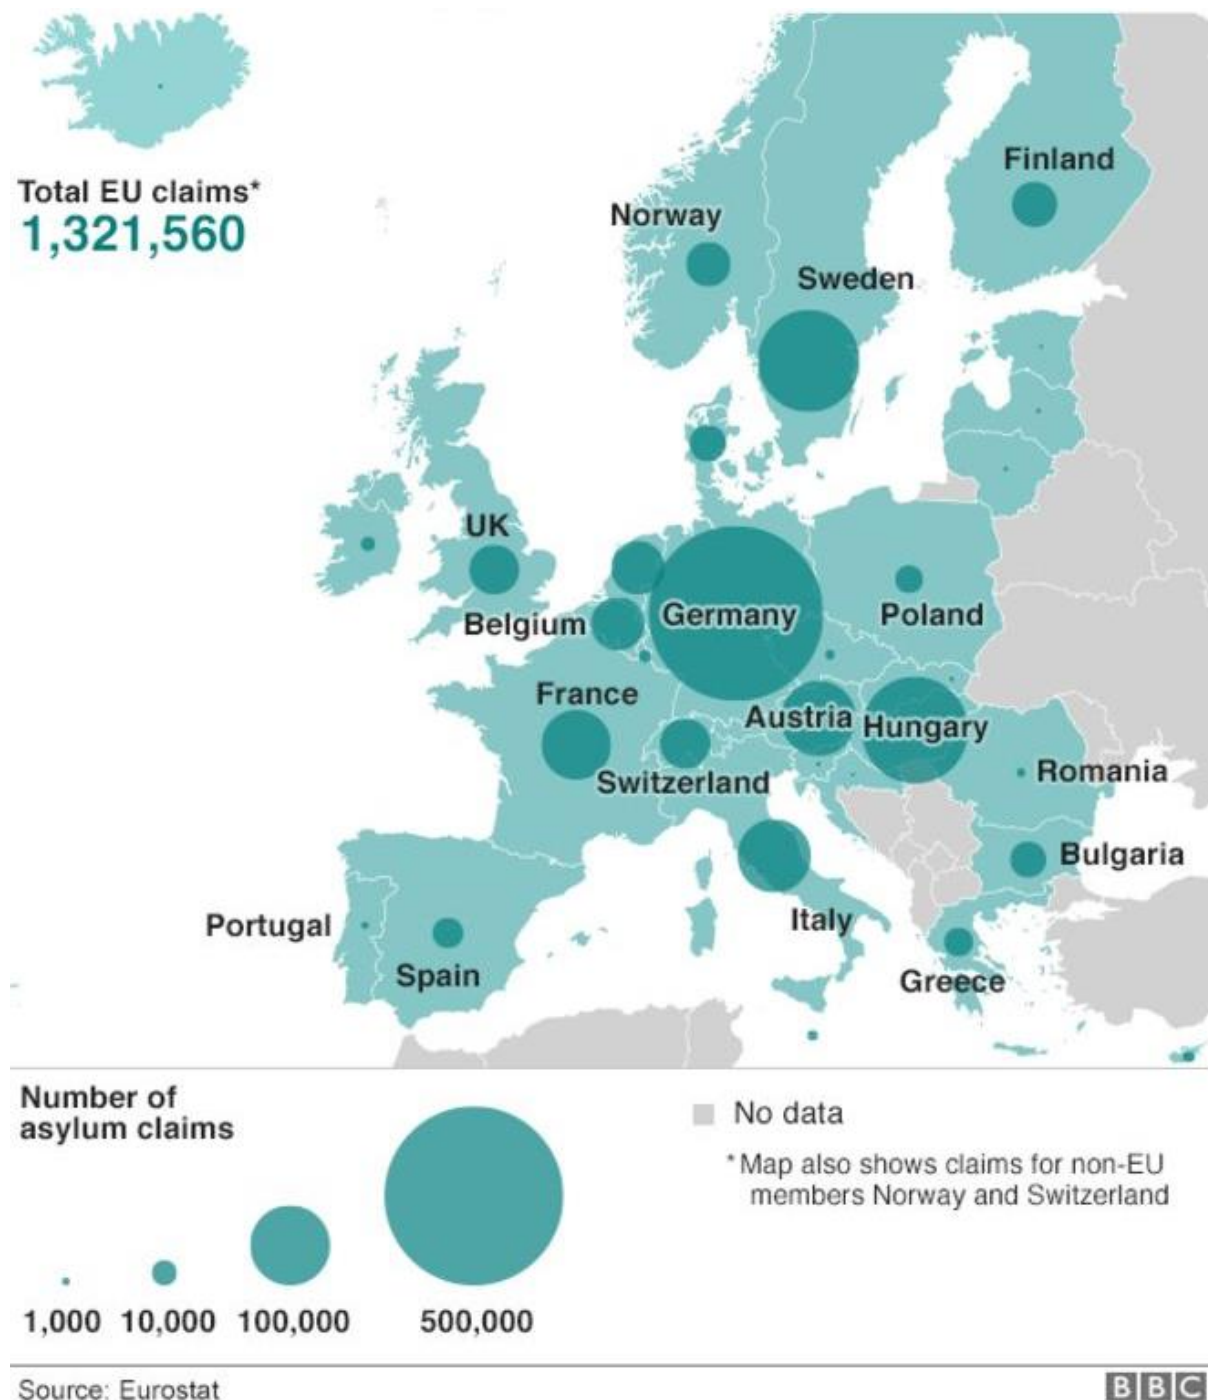 Total EU claims*
1,321,560
Finland
Norway
Sweden
UK
Belgium
Germany
Poland
France
Austria
Hungary
Switzerland
Romania
Bulgaria
Portugal
Italy
Spain
Greece
Number of
asylum claims
1,000
10,000
100,000
500,000
No data
*Map also shows claims for non-EU
members Norway and Switzerland
Source: Eurostat
BBC